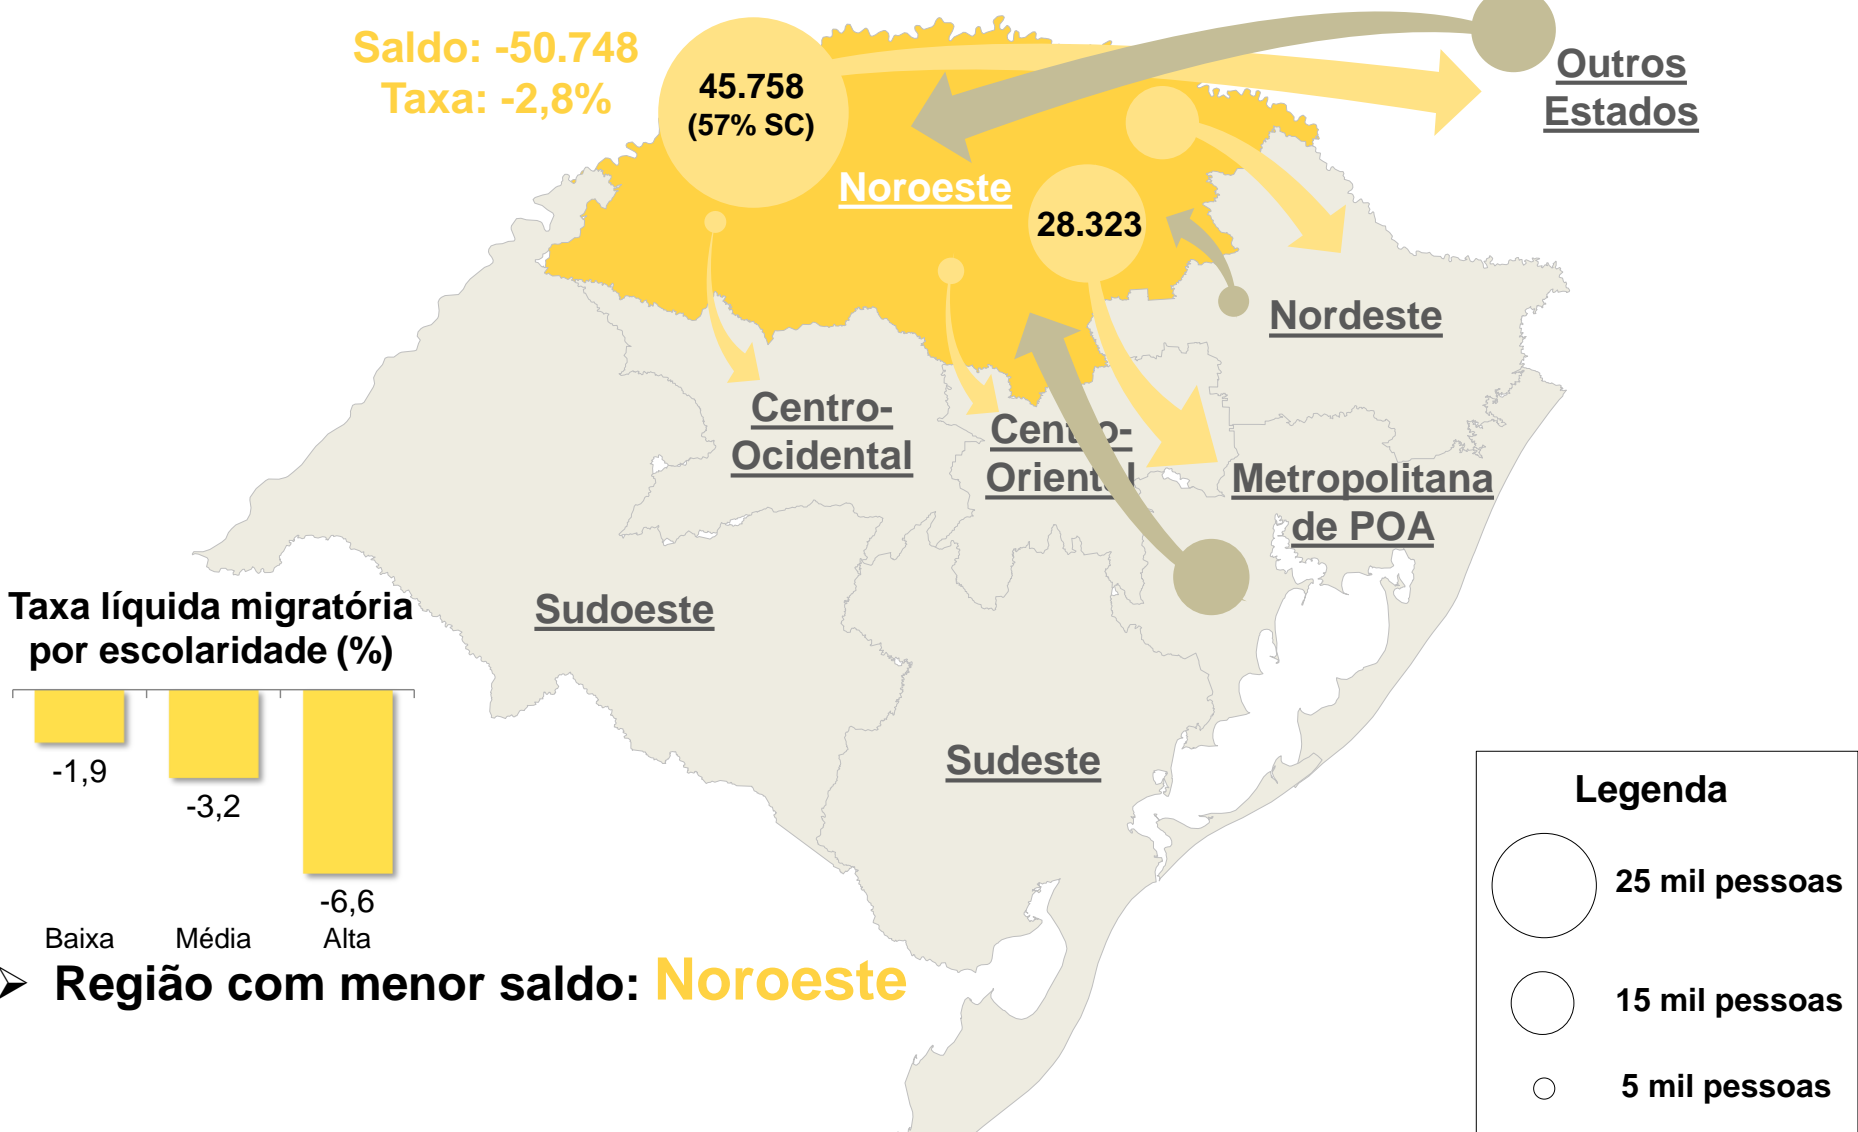 Saldo: -50.748
Taxa: -2,8%
45.758
(57% SC)
Outros
Estados
Noroeste
28.323
Nordeste
Centro-
Ocidental
Centro-
Oriental
Metropolitana
de POA
Taxa líquida migratória
por escolaridade (%)
Sudoeste
-1,9
-3,2
-6,6
Baixa Média Alta
Sudeste
Legenda
25 mil pessoas
15 mil pessoas
5 mil pessoas
➢ Região com menor saldo: Noroeste